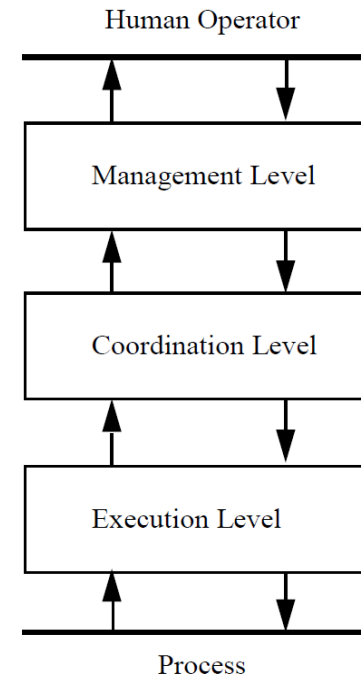 Human Operator
Management Level
Coordination Level
Execution Level
Process